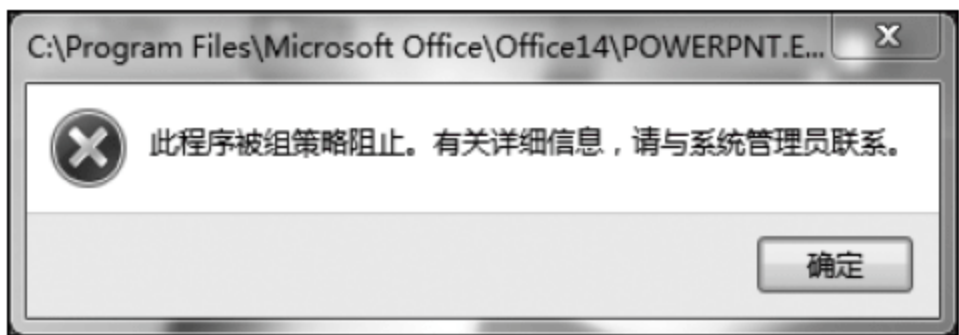 C:\Program Files\Microsoft Office\Office14\POWERPNT.E...
此程序被组策略阻止。有关详细信息，请与系统管理员联系。
确定